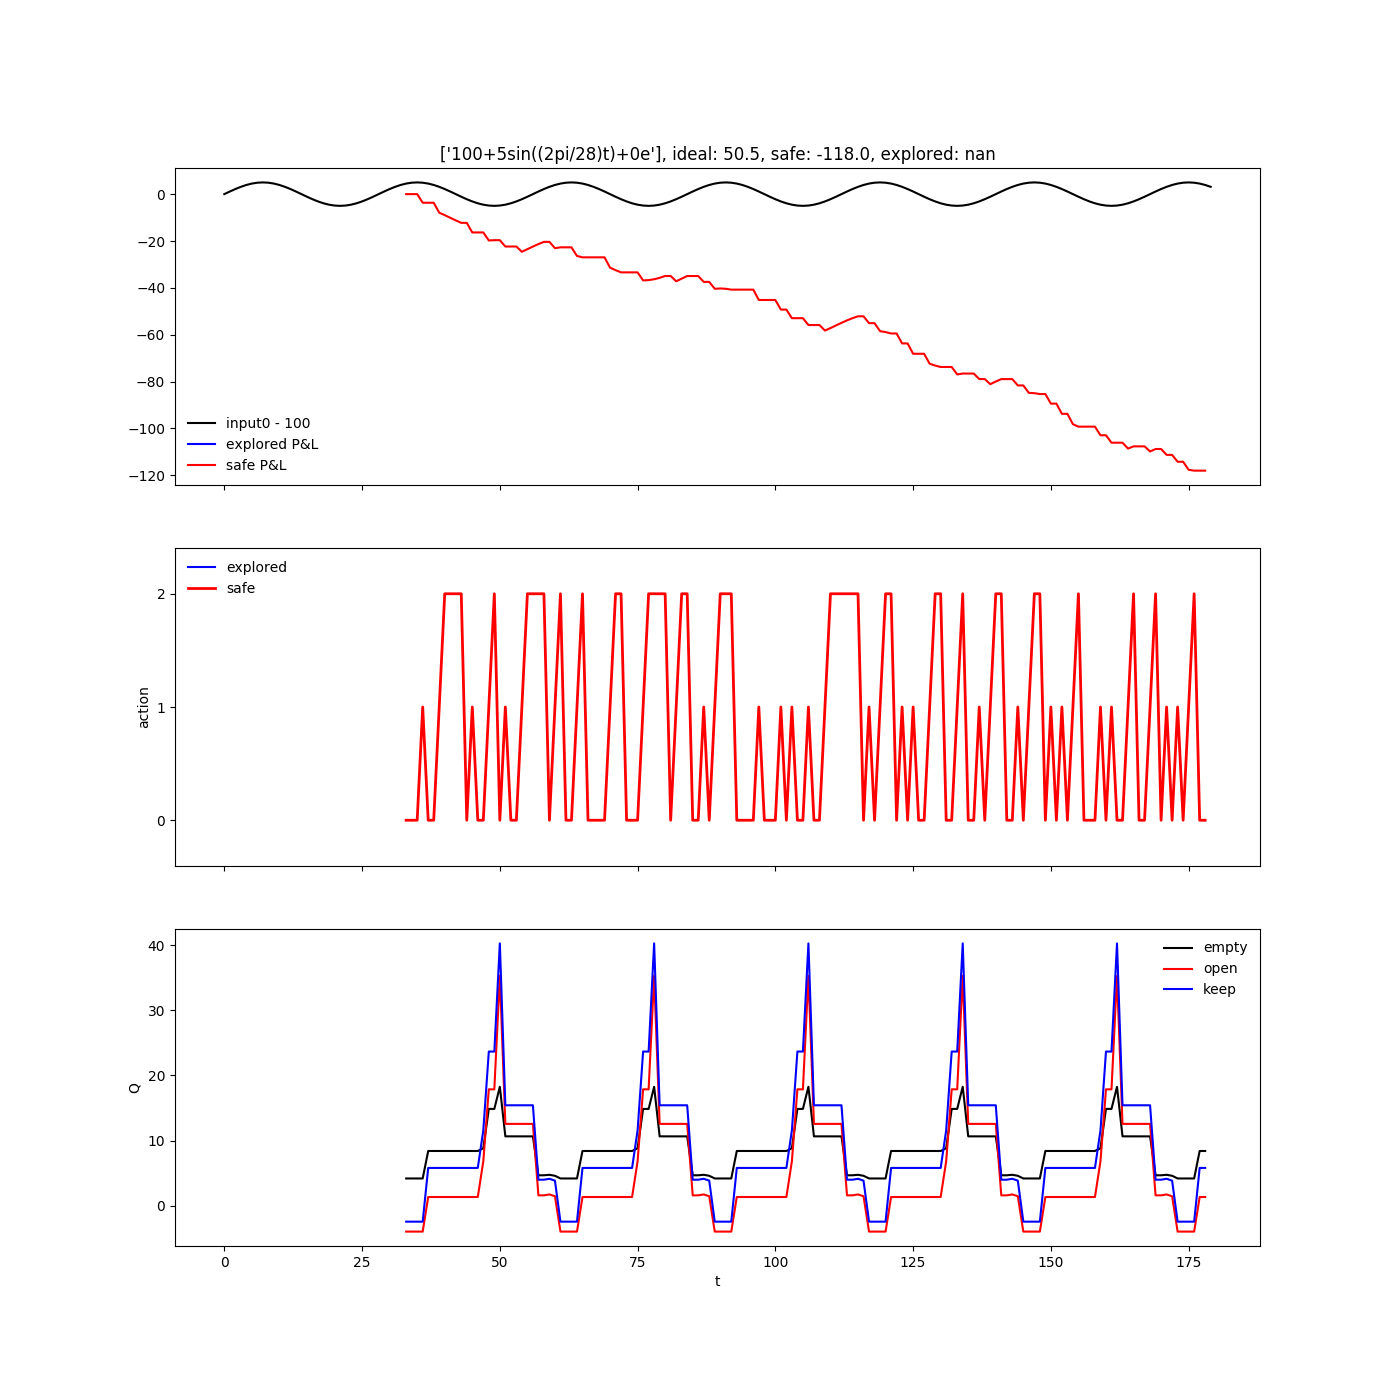 ['100+5sin((2pi/28)t)+0e'], ideal: 50.5, safe: -118.0, explored: nan
0
−20
−40
−60
−80
−100
−120
input0 - 100
explored P&L
safe P&L
explored
safe
2
1
0
action
empty
open
keep
40
30
20
10
0
Q
0 25 50 75 100 125 150 175
t